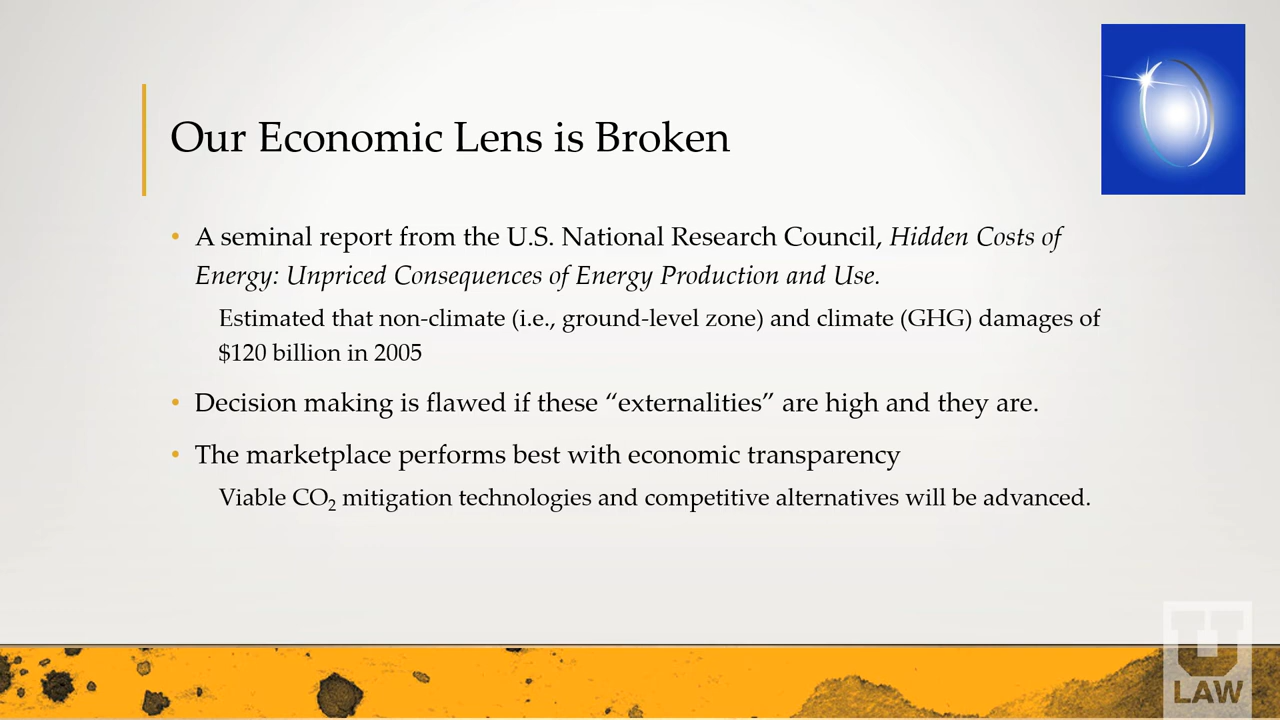 Our Economic Lens is Broken
• A seminal report from the U.S. National Research Council, Hidden Costs of
Energy: Unpriced Consequences of Energy Production and Use.
Estimated that non-climate (i.e., ground-level zone) and climate (GHG) damages of
$120 billion in 2005
• Decision making is flawed if these “externalities” are high and they are.
• The marketplace performs best with economic transparency
Viable CO₂ mitigation technologies and competitive alternatives will be advanced.
U
LAW